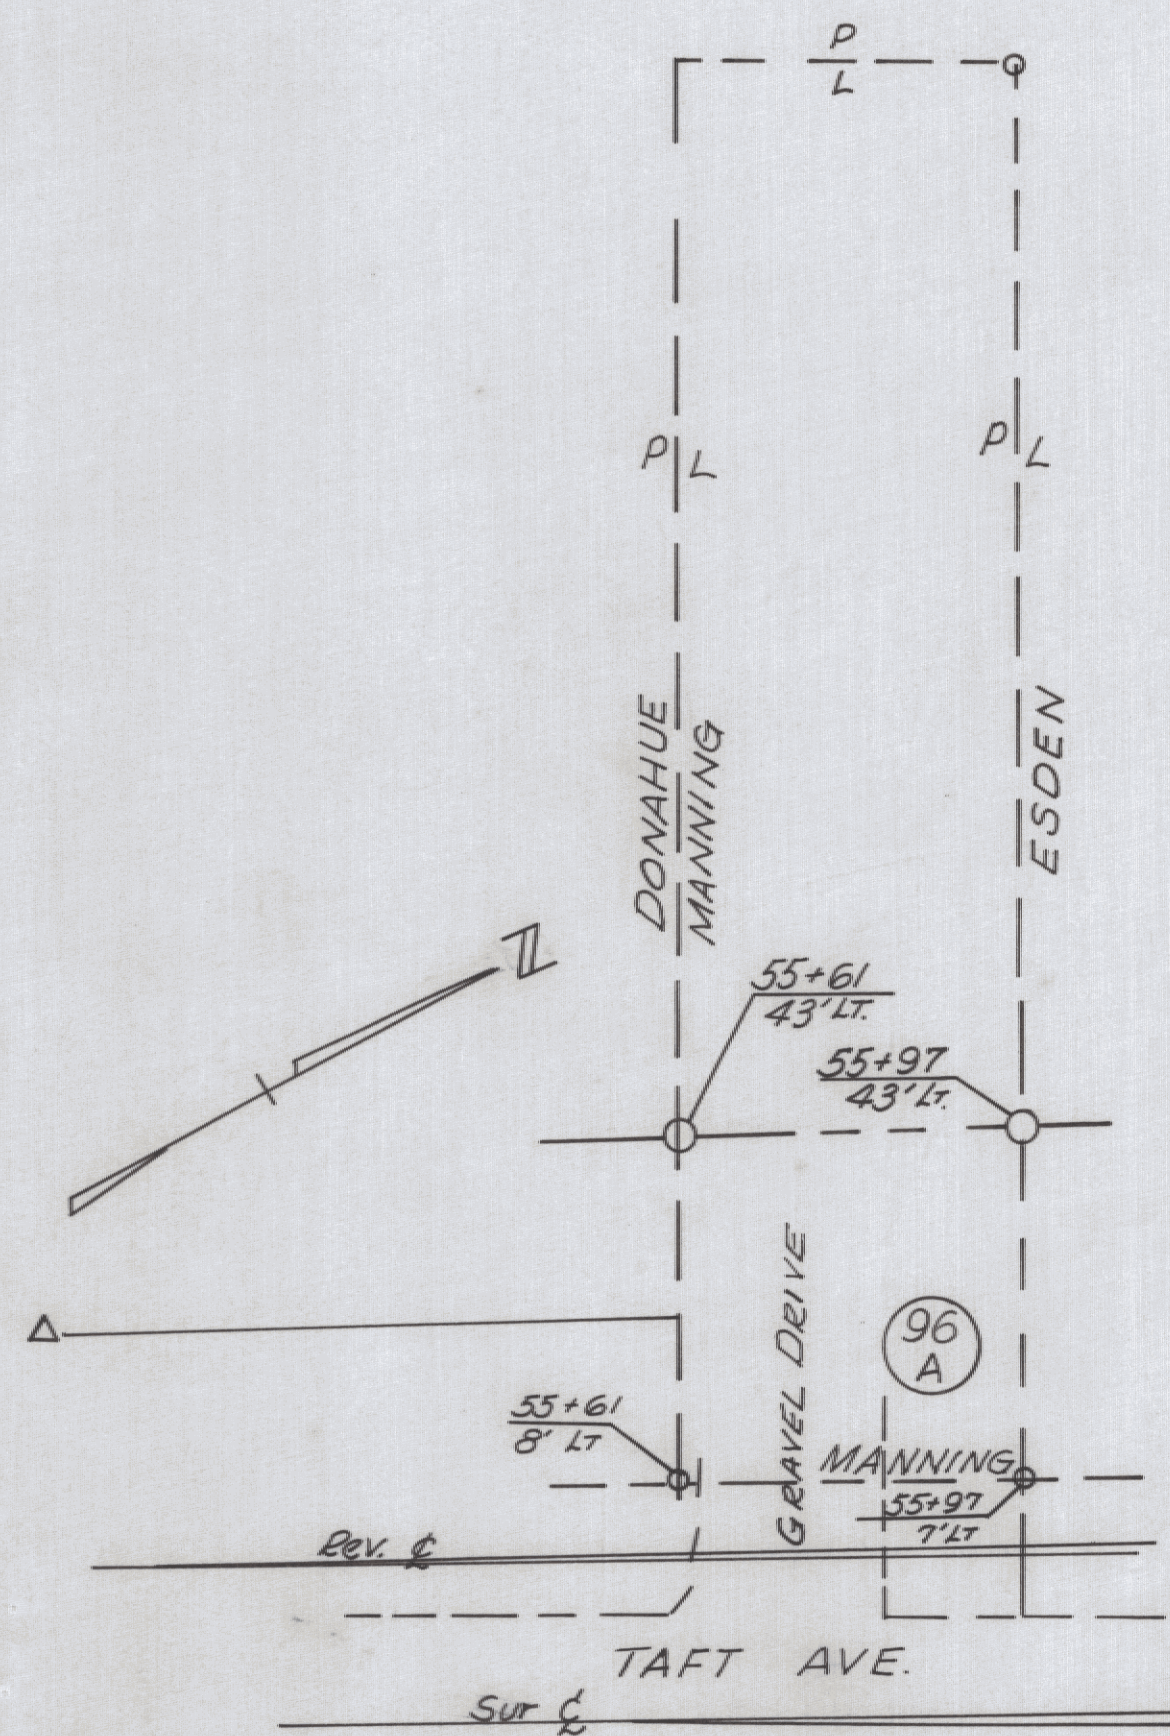 P
L
P L
P L
DONAHUE
MANNING
ESDEN
N
55+61
43' LT.
55+97
43' LT.
GRAVEL DRIVE
96
A
55+61
8' LT
MANNING
55+97
7' LT
Rev. ℄
TAFT AVE.
Sur ℄